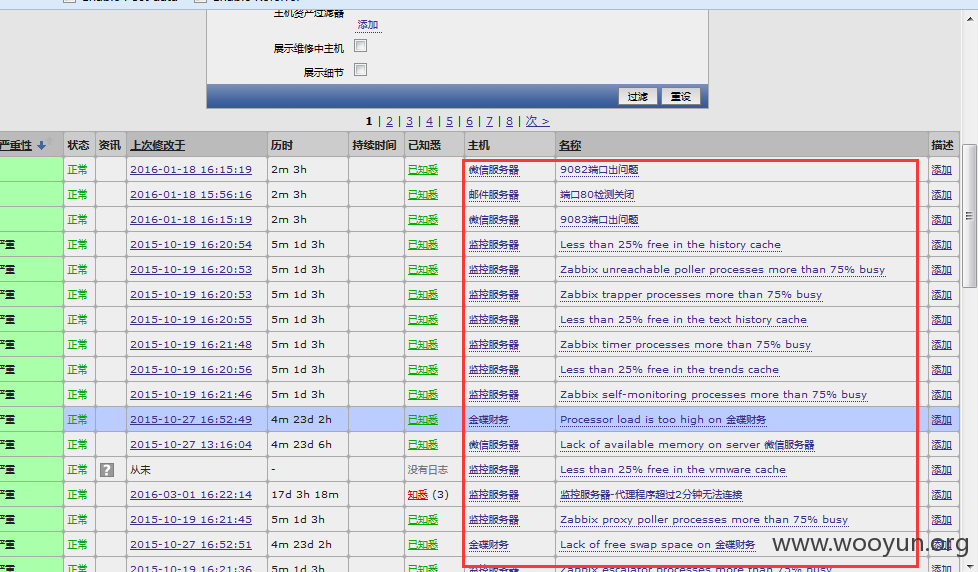 添加
展示维修中主机
展示细节
过滤 重设
1 | 2 | 3 | 4 | 5 | 6 | 7 | 8 | 次 >
严重性 状态 资讯 上次修改于 历时 持续时间 已知悉 主机 名称 描述
正常 2016-01-18 16:15:19 2m 3h 已知悉 微信服务器 9082端口出问题 添加
正常 2016-01-18 15:56:16 2m 3h 已知悉 邮件服务器 端口80检测关闭 添加
正常 2016-01-18 16:15:19 2m 3h 已知悉 微信服务器 9083端口出问题 添加
严重 正常 2015-10-19 16:20:54 5m 1d 3h 已知悉 监控服务器 Less than 25% free in the history cache 添加
严重 正常 2015-10-19 16:20:53 5m 1d 3h 已知悉 监控服务器 Zabbix unreachable poller processes more than 75% busy 添加
严重 正常 2015-10-19 16:20:53 5m 1d 3h 已知悉 监控服务器 Zabbix trapper processes more than 75% busy 添加
严重 正常 2015-10-19 16:20:55 5m 1d 3h 已知悉 监控服务器 Less than 25% free in the text history cache 添加
严重 正常 2015-10-19 16:21:48 5m 1d 3h 已知悉 监控服务器 Zabbix timer processes more than 75% busy 添加
严重 正常 2015-10-19 16:20:56 5m 1d 3h 已知悉 监控服务器 Less than 25% free in the trends cache 添加
严重 正常 2015-10-19 16:21:46 5m 1d 3h 已知悉 监控服务器 Zabbix self-monitoring processes more than 75% busy 添加
严重 正常 2015-10-27 16:52:49 4m 23d 2h 已知悉 金碟财务 Processor load is too high on 金碟财务 添加
严重 正常 2015-10-27 13:16:04 4m 23d 6h 已知悉 微信服务器 Lack of available memory on server 微信服务器 添加
严重 正常 ? 从未 - 没有日志 监控服务器 Less than 25% free in the vmware cache 添加
严重 正常 2016-03-01 16:22:14 17d 3h 18m 知悉 (3) 监控服务器 监控服务器-代理程序超过2分钟无法连接 添加
严重 正常 2015-10-19 16:21:45 5m 1d 3h 已知悉 监控服务器 Zabbix proxy poller processes more than 75% busy 添加
严重 正常 2015-10-27 16:52:51 4m 23d 2h 已知悉 金碟财务 Lack of free swap space on 金碟财务 添加
www.wooyun.org
正常 2015-10-19 16:21:36 5m 1d 3h 已知悉 监控服务器 Zabbix escalator processes more than 75% busy 添加